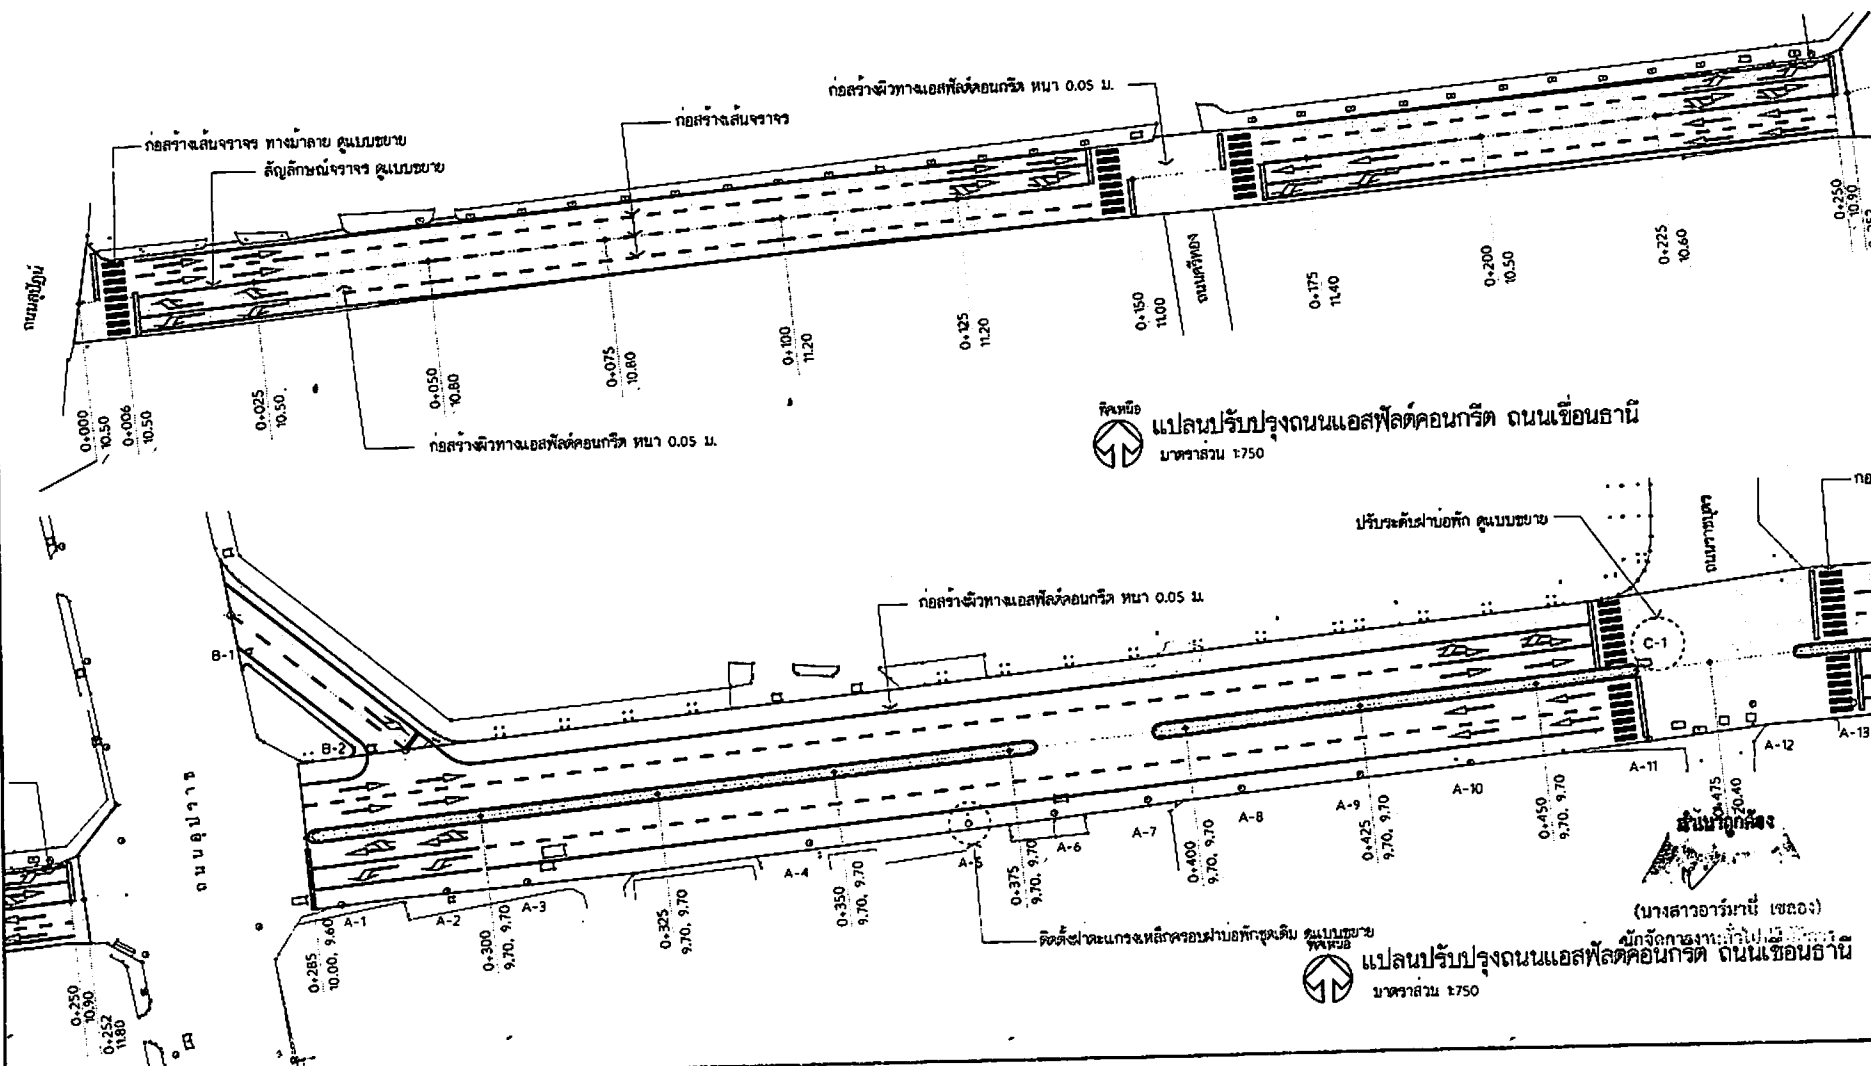 ก่อสร้างผิวทางแอสฟัลต์คอนกรีต หนา 0.05 ม.
ก่อสร้างเส้นจราจร
ก่อสร้างเส้นจราจร ทางม้าลาย ดูแบบขยาย
สัญลักษณ์จราจร ดูแบบขยาย
ถนนสุปัฏน์
ถนนศรีทอง
0+000
10.50
0+006
10.50
0+025
10.50
0+050
10.80
0+075
10.80
0+100
11.20
0+125
11.20
0+150
11.00
0+175
11.40
0+200
10.50
0+225
10.60
0+250
10.90
ก่อสร้างผิวทางแอสฟัลต์คอนกรีต หนา 0.05 ม.
ทิศเหนือ
แปลนปรับปรุงถนนแอสฟัลต์คอนกรีต ถนนเขื่อนธานี
มาตราส่วน 1:750
ปรับระดับฝาบ่อพัก ดูแบบขยาย
ถนนราชบุตร
ก่อสร้างผิวทางแอสฟัลต์คอนกรีต หนา 0.05 ม.
B-1
B-2
C-1
ถนนอุปราช
A-1
A-2
A-3
A-4
A-5
A-6
A-7
A-8
A-9
A-10
A-11
A-12
A-13
0+250
10.90
0+252
11.80
0+285
10.00, 9.60
0+300
9.70, 9.70
0+325
9.70, 9.70
0+350
9.70, 9.70
0+375
9.70, 9.70
0+400
9.70, 9.70
0+425
9.70, 9.70
0+450
9.70, 9.70
0+475
20.40
สำเนาถูกต้อง
(นางสาวอาร์มานี่ เซลอง)
ติดตั้งฝาตะแกรงเหล็กครอบฝาบ่อพักชุดเดิม ดูแบบขยาย
ทิศเหนือ
แปลนปรับปรุงถนนแอสฟัลต์คอนกรีต ถนนเขื่อนธานี
มาตราส่วน 1:750